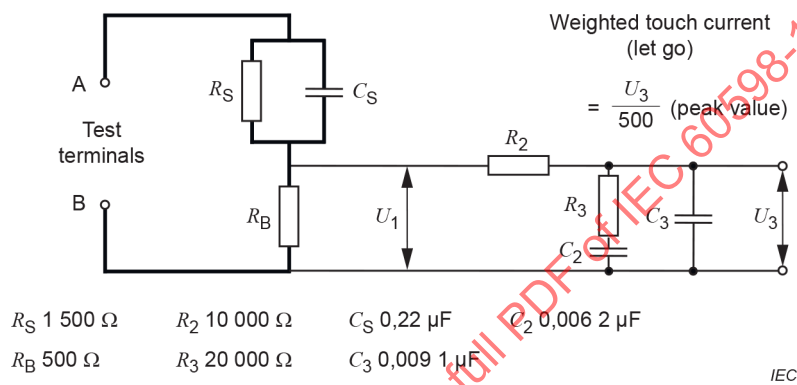 Weighted touch current
(let go)
= U3/500 (peak value)
A
RS
CS
Test
terminals
R2
B
RB
U1
R3
C3
U3
C2
RS 1 500 Ω R2 10 000 Ω CS 0,22 µF C2 0,006 2 µF
RB 500 Ω R3 20 000 Ω C3 0,009 1 µF
IEC
full PDF of IEC 60598-